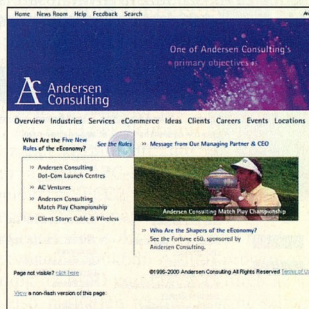 Home News Room Help Feedback Search
One of Andersen Consulting's
primary objectives is
AC Andersen
Consulting
Overview Industries Services eCommerce Ideas Clients Careers Events Locations
What Are the Five New
Rules of the eEconomy?
See the Rules
>> Message from Our Managing Partner & CEO
>> Andersen Consulting
Dot-Com Launch Centres
>> AC Ventures
>> Andersen Consulting
Match Play Championship
>> Client Story: Cable & Wireless
Andersen Consulting Match Play Championship
>> Who Are the Shapers of the eEconomy?
See the Fortune e50, sponsored by
Andersen Consulting.
Page not visible? click here
©1996-2000 Andersen Consulting All Rights Reserved Terms of
View a non-flash version of this page